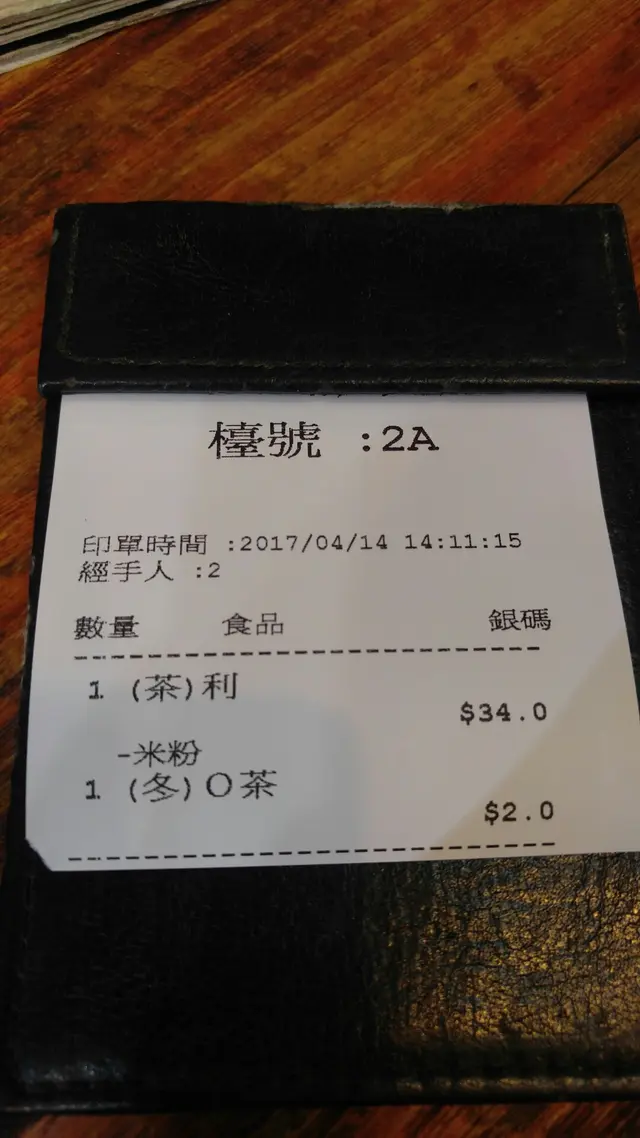 檯號 :2A
印單時間 :2017/04/14 14:11:15
經手人 :2
數量 食品 銀碼
1 (茶)利
$34.0
-米粉
1 (冬)O茶
$2.0